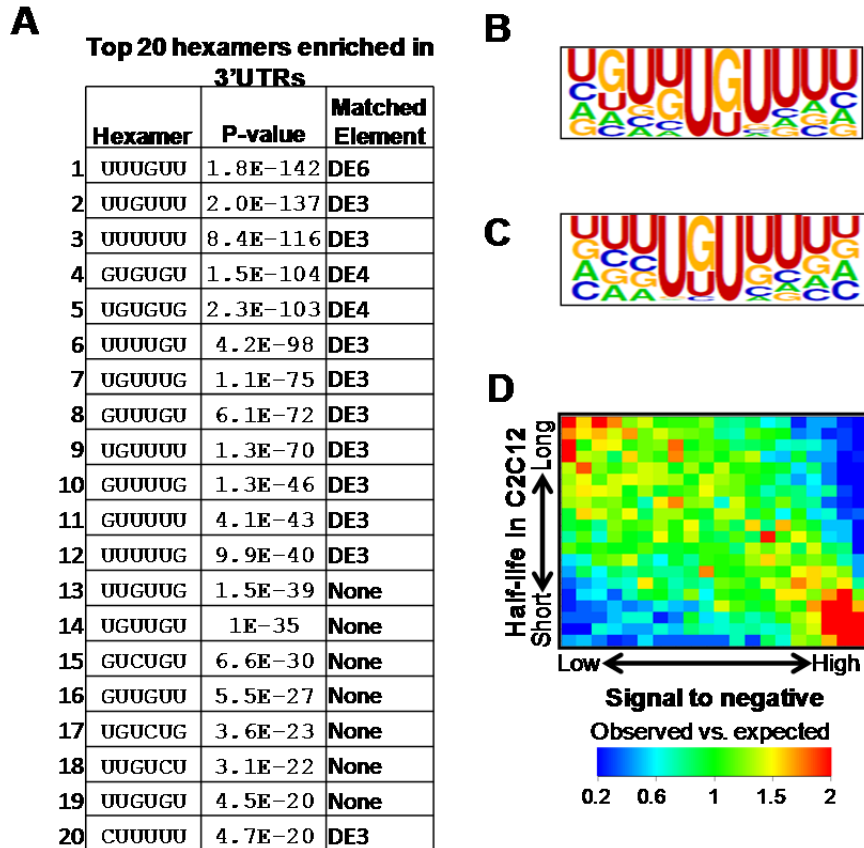 A
Top 20 hexamers enriched in
3'UTRs
Hexamer P-value Matched Element
1 UUUGUU 1.8E-142 DE6
2 UUGUUU 2.0E-137 DE3
3 UUUUUU 8.4E-116 DE3
4 GUGUGU 1.5E-104 DE4
5 UGUGUG 2.3E-103 DE4
6 UUUUGU 4.2E-98 DE3
7 UGUUUG 1.1E-75 DE3
8 GUUUGU 6.1E-72 DE3
9 UGUUUU 1.3E-70 DE3
10 GUUUUG 1.3E-46 DE3
11 GUUUUU 4.1E-43 DE3
12 UUUUUG 9.9E-40 DE3
13 UUGUUG 1.5E-39 None
14 UGUUGU 1E-35 None
15 GUCUGU 6.6E-30 None
16 GUUGUU 5.5E-27 None
17 UGUCUG 3.6E-23 None
18 UUGUCU 3.1E-22 None
19 UUGUGU 4.5E-20 None
20 CUUUUU 4.7E-20 DE3
B
UGUUUGUUUU
C
UUUUGUUUUU
D
Half-life In C2C12
Short Long
Low High
Signal to negative
Observed vs. expected
0.2 0.6 1 1.5 2